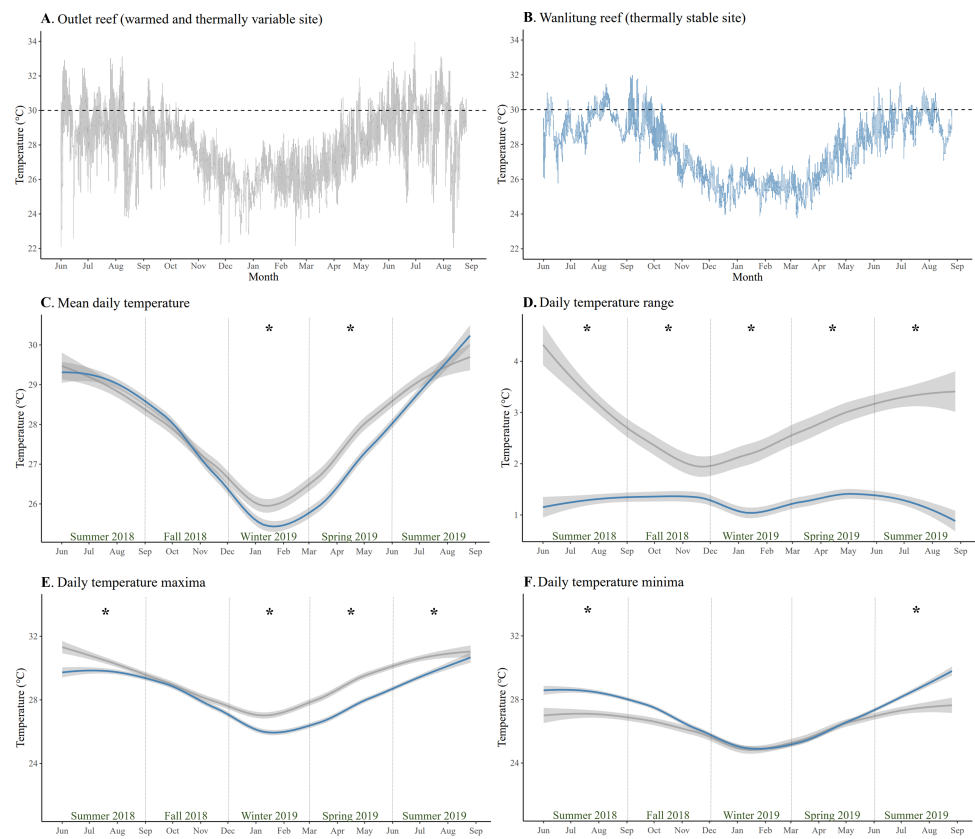 A. Outlet reef (warmed and thermally variable site)
34
32
30
28
26
24
22
Temperature (°C)
Jun Jul Aug Sep Oct Nov Dec Jan Feb Mar Apr May Jun Jul Aug Sep
Month
B. Wanlitung reef (thermally stable site)
34
32
30
28
26
24
22
Temperature (°C)
Jun Jul Aug Sep Oct Nov Dec Jan Feb Mar Apr May Jun Jul Aug Sep
Month
C. Mean daily temperature
* *
30
29
28
27
26
Temperature (°C)
Summer 2018 Fall 2018 Winter 2019 Spring 2019 Summer 2019
Jun Jul Aug Sep Oct Nov Dec Jan Feb Mar Apr May Jun Jul Aug Sep
D. Daily temperature range
* * * * *
4
3
2
1
Temperature (°C)
Summer 2018 Fall 2018 Winter 2019 Spring 2019 Summer 2019
Jun Jul Aug Sep Oct Nov Dec Jan Feb Mar Apr May Jun Jul Aug Sep
E. Daily temperature maxima
* * * *
32
28
24
Temperature (°C)
Summer 2018 Fall 2018 Winter 2019 Spring 2019 Summer 2019
Jun Jul Aug Sep Oct Nov Dec Jan Feb Mar Apr May Jun Jul Aug Sep
F. Daily temperature minima
* *
32
28
24
Temperature (°C)
Summer 2018 Fall 2018 Winter 2019 Spring 2019 Summer 2019
Jun Jul Aug Sep Oct Nov Dec Jan Feb Mar Apr May Jun Jul Aug Sep